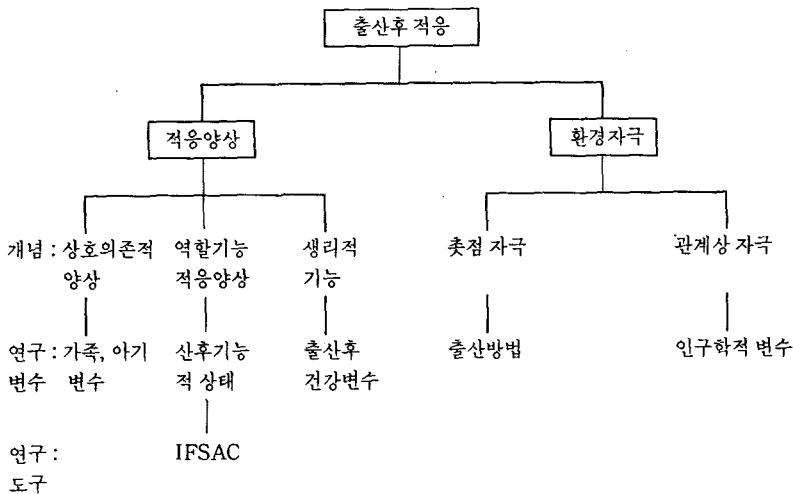 출산후 적응
적응양상
환경자극
개념 : 상호의존적 역할기능 생리적 촛점 자극 관계상 자극
양상 적응양상 기능
연구 : 가족, 아기 산후기능 출산후 출산방법 인구학적 변수
변수 변수 적 상태 건강변수
연구 : IFSAC
도구